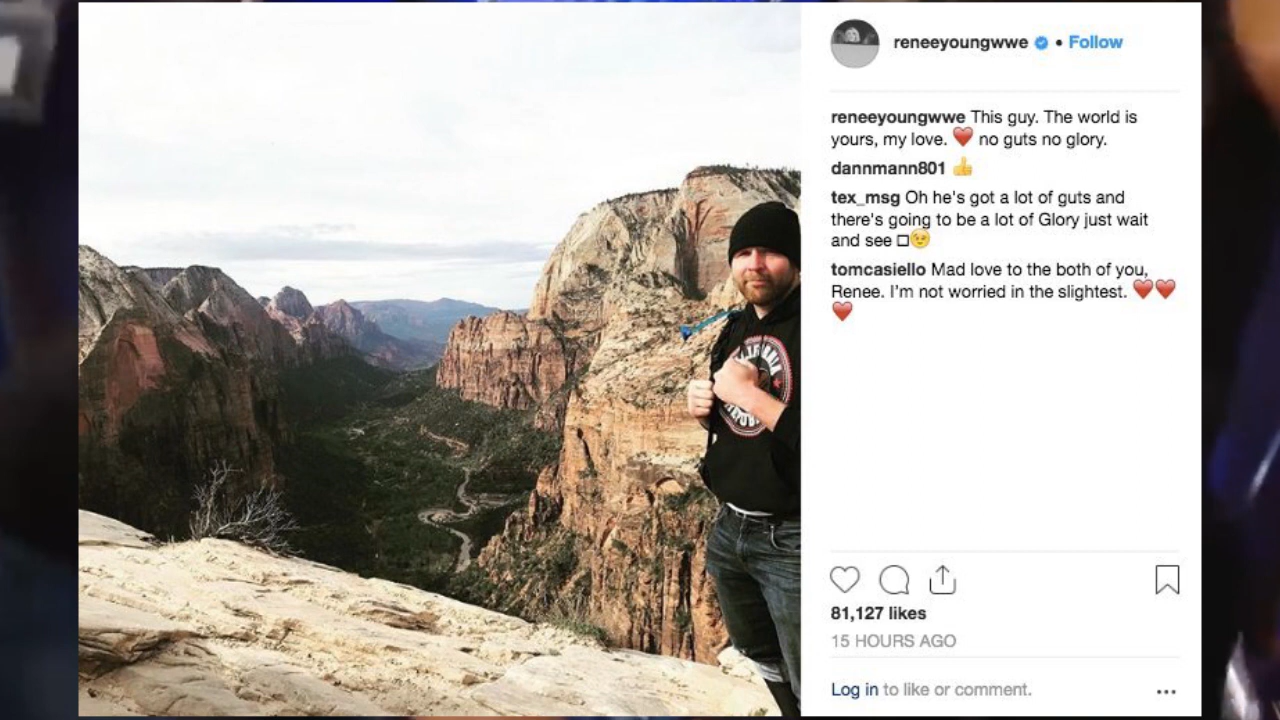 reneeyoungwwe • Follow
reneeyoungwwe This guy. The world is
yours, my love. ❤️ no guts no glory.
dannmann801 👍
tex_msg Oh he's got a lot of guts and
there's going to be a lot of Glory just wait
and see □😉
tomcasiello Mad love to the both of you,
Renee. I'm not worried in the slightest. ❤️❤️
❤️
81,127 likes
15 HOURS AGO
Log in to like or comment.